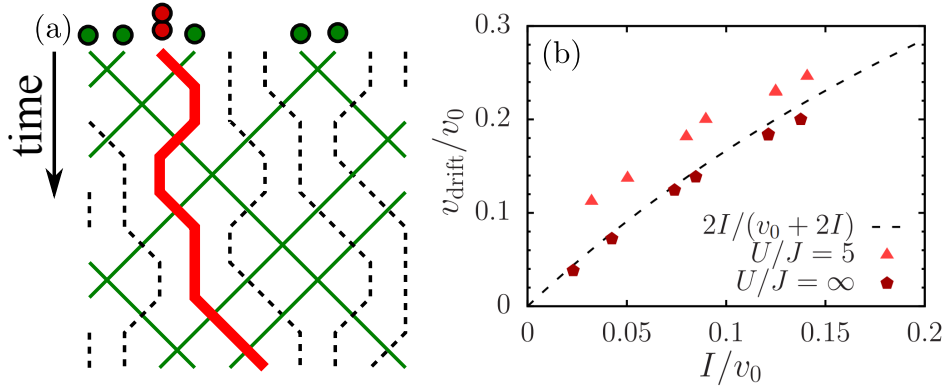 (a)
time
(b)
v_drift/v_0
0.3
0.2
0.1
0
2I/(v_0 + 2I)
U/J = 5
U/J = ∞
0 0.05 0.1 0.15 0.2
I/v_0